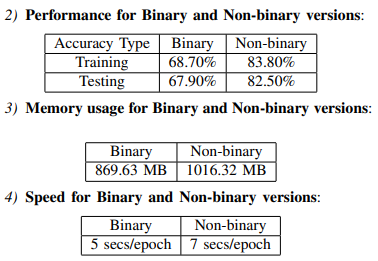 2) Performance for Binary and Non-binary versions:
Accuracy Type Binary Non-binary
Training 68.70% 83.80%
Testing 67.90% 82.50%
3) Memory usage for Binary and Non-binary versions:
Binary Non-binary
869.63 MB 1016.32 MB
4) Speed for Binary and Non-binary versions:
Binary Non-binary
5 secs/epoch 7 secs/epoch